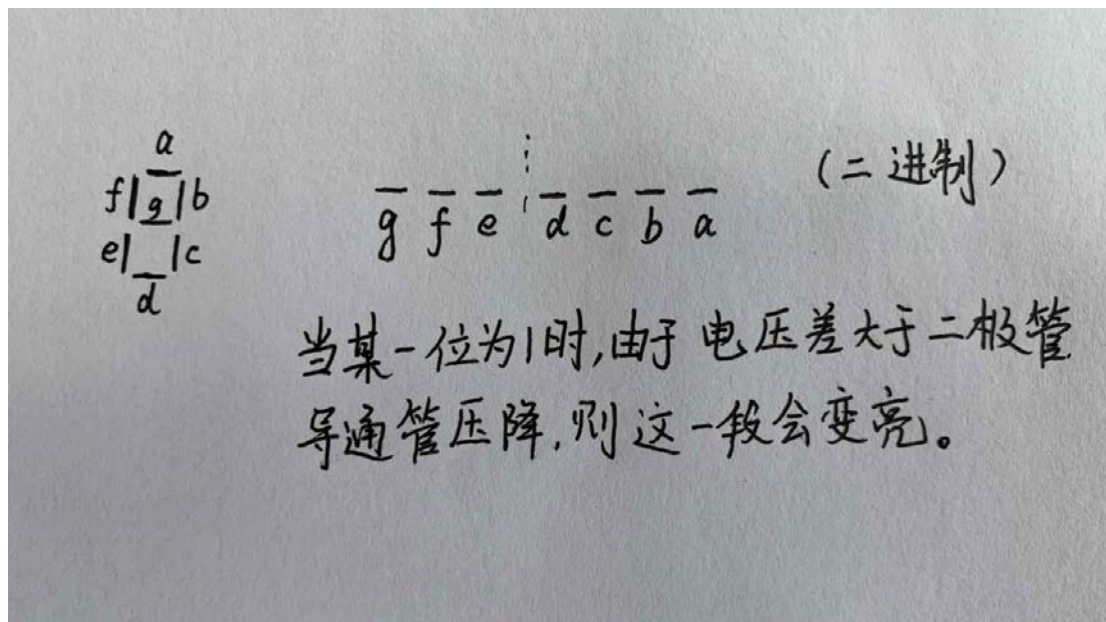 a
f g b
e c
d
g f e d c b a
(二进制)
当某一位为1时,由于电压差大于二极管
导通管压降,则这一段会变亮。